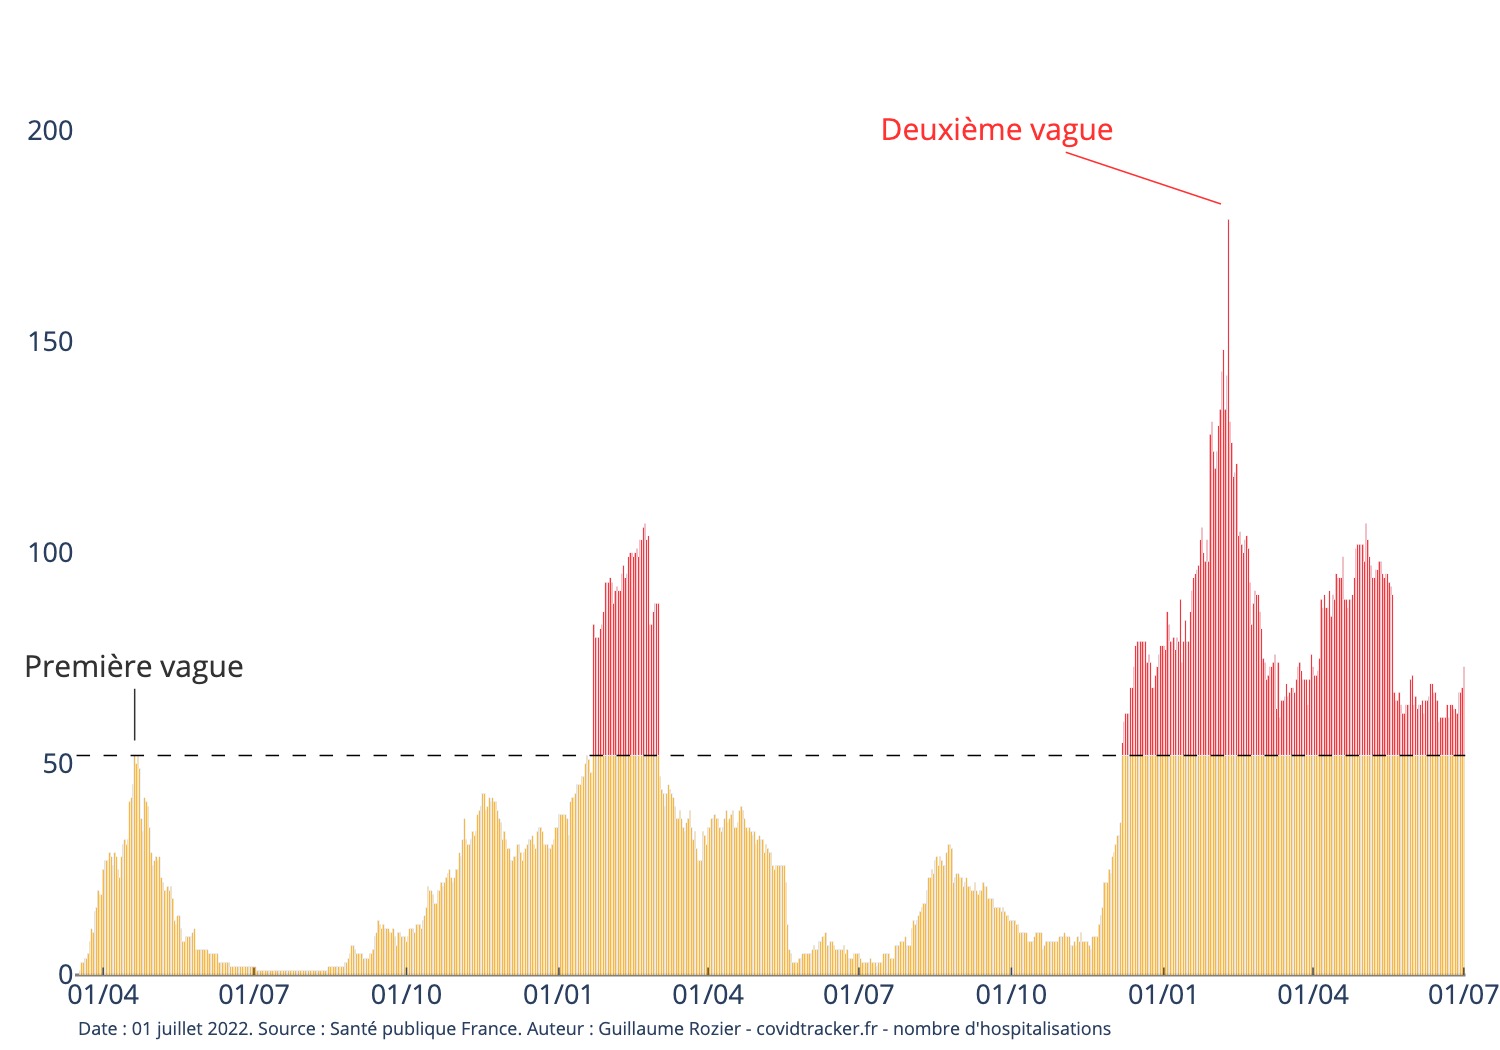 200
Deuxième vague
150
100
Première vague
50
0
01/04 01/07 01/10 01/01 01/04 01/07 01/10 01/01 01/04 01/07
Date : 01 juillet 2022. Source : Santé publique France. Auteur : Guillaume Rozier - covidtracker.fr - nombre d'hospitalisations